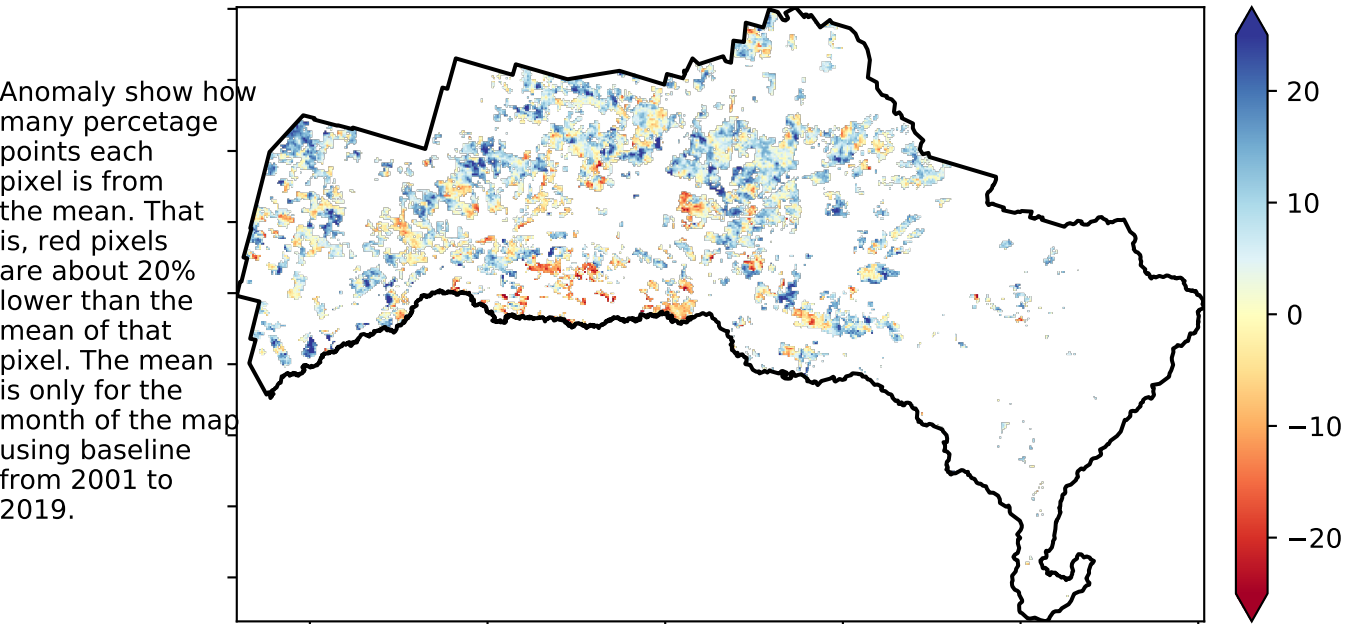 Anomaly show how
many percetage
points each
pixel is from
the mean. That
is, red pixels
are about 20%
lower than the
mean of that
pixel. The mean
is only for the
month of the map
using baseline
from 2001 to
2019.
20
10
0
−10
−20